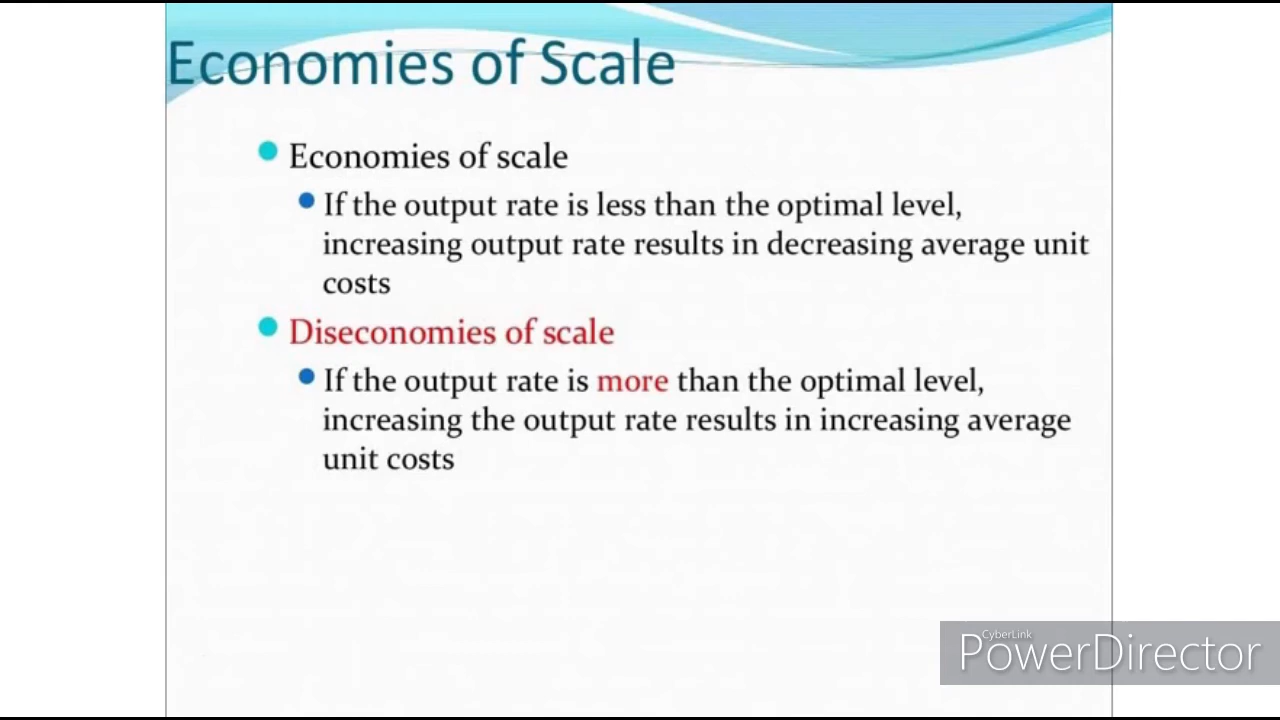 Economies of Scale
Economies of scale
If the output rate is less than the optimal level,
increasing output rate results in decreasing average unit
costs
Diseconomies of scale
If the output rate is more than the optimal level,
increasing the output rate results in increasing average
unit costs
CyberLink
PowerDirector